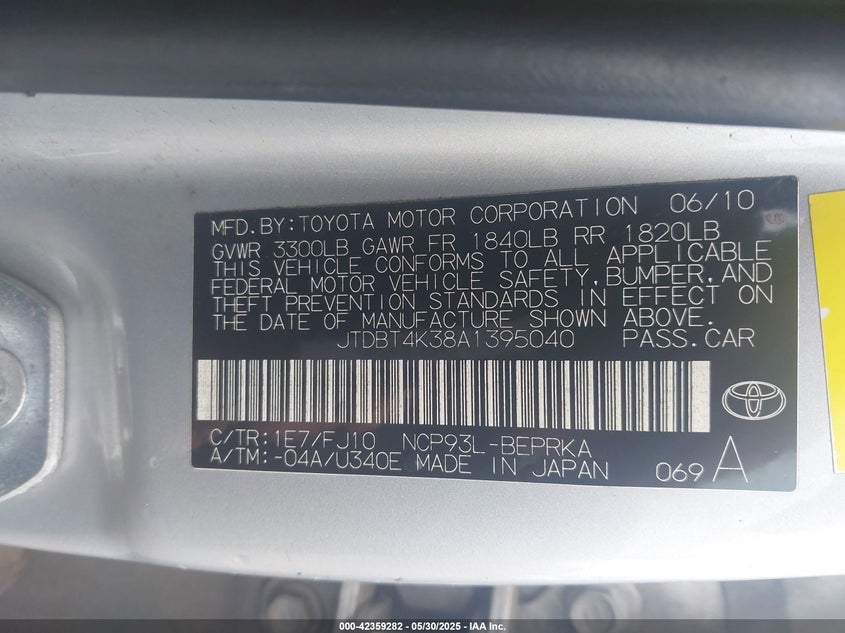 MFD.BY:TOYOTA MOTOR CORPORATION 06/10
GVWR 3300LB GAWR FR 1840LB RR 1820LB
THIS VEHICLE CONFORMS TO ALL APPLICABLE
FEDERAL MOTOR VEHICLE SAFETY,BUMPER,AND
THEFT PREVENTION STANDARDS IN EFFECT ON
THE DATE OF MANUFACTURE SHOWN ABOVE.
JTDBT4K38A1395040 PASS.CAR
C/TR:1E7/FJ10 NCP93L-BEPRKA
A/TM:-04A/U340E MADE IN JAPAN 069 A
000-42359282 - 05/30/2025 - IAA Inc.